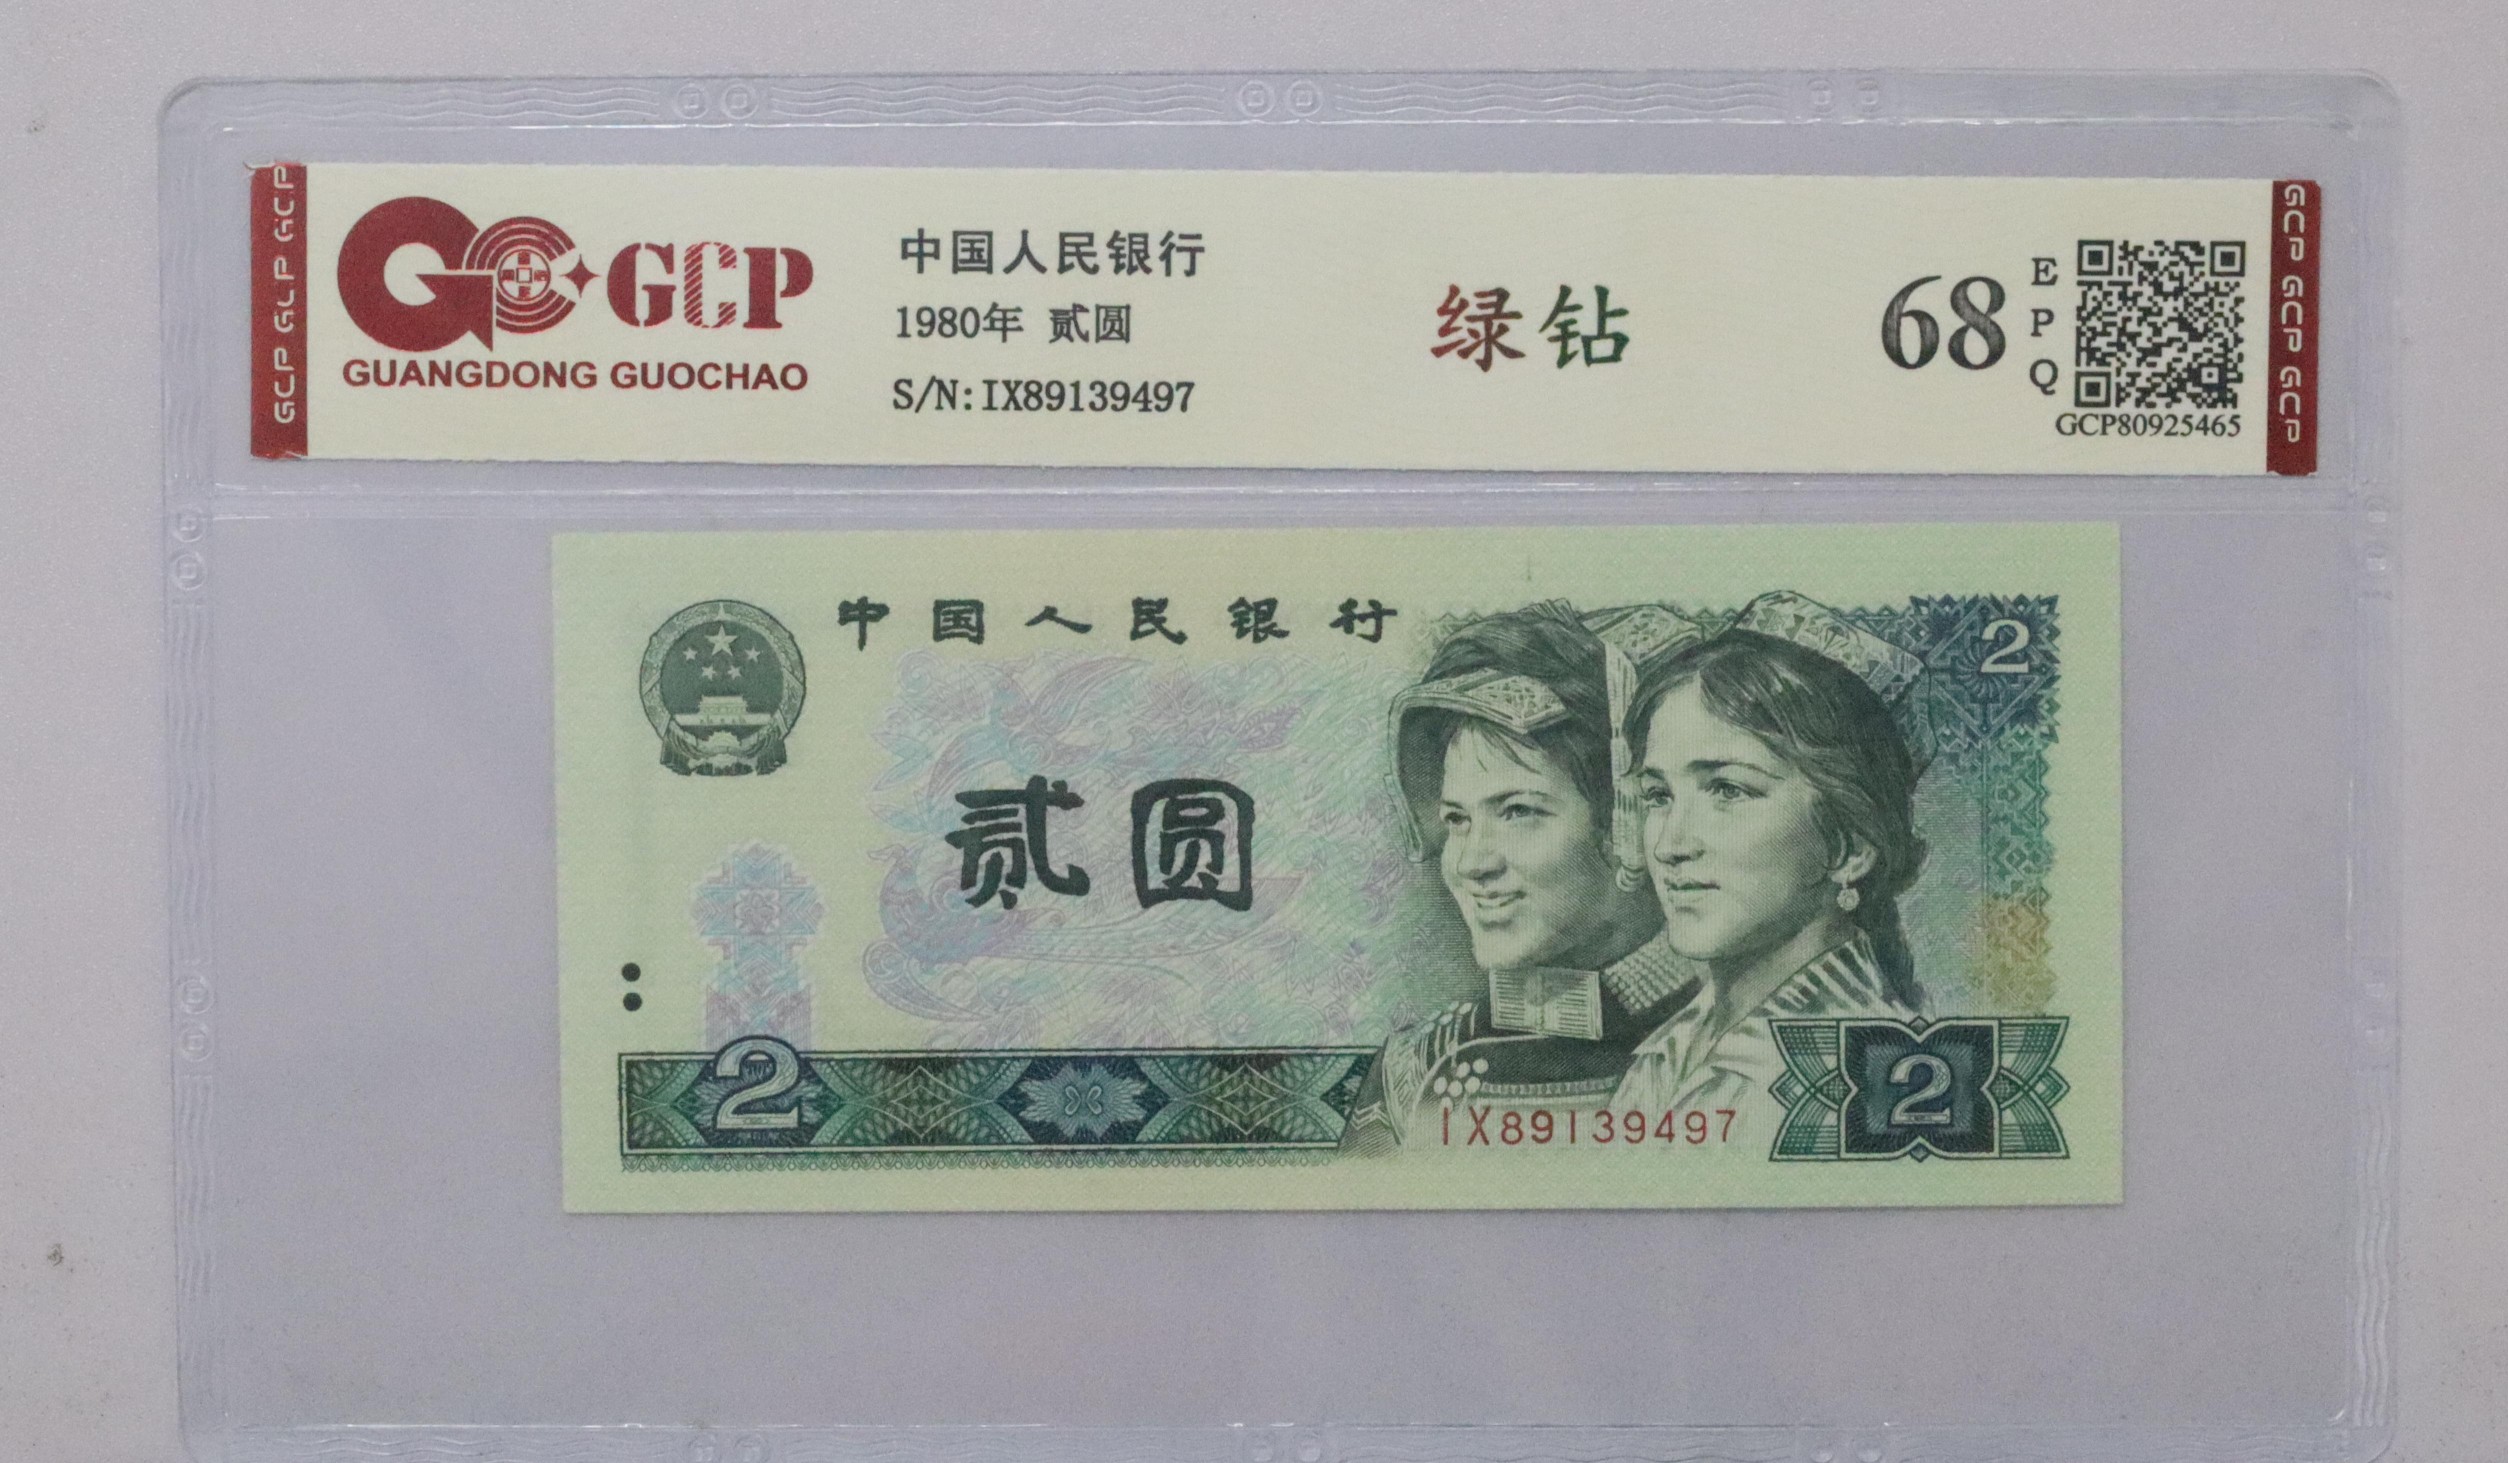 GCP GCP GCP
GCP
GUANGDONG GUOCHAO
中国人民银行
1980年 贰圆
S/N:IX89139497
绿钻
68
E
P
Q
GCP80925465
GCP GCP GCP
中国人民银行
2
贰圆
2
2
IX89139497